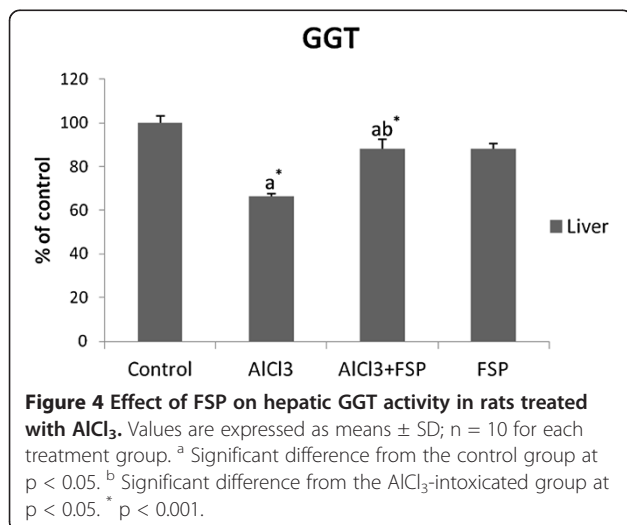 GGT
120
100
80
60
40
20
0
% of control
a*
ab*
Liver
Control
AlCl3
AlCl3+FSP
FSP
Figure 4 Effect of FSP on hepatic GGT activity in rats treated
with AlCl₃. Values are expressed as means ± SD; n = 10 for each
treatment group. ᵃ Significant difference from the control group at
p < 0.05. ᵇ Significant difference from the AlCl₃-intoxicated group at
p < 0.05. * p < 0.001.